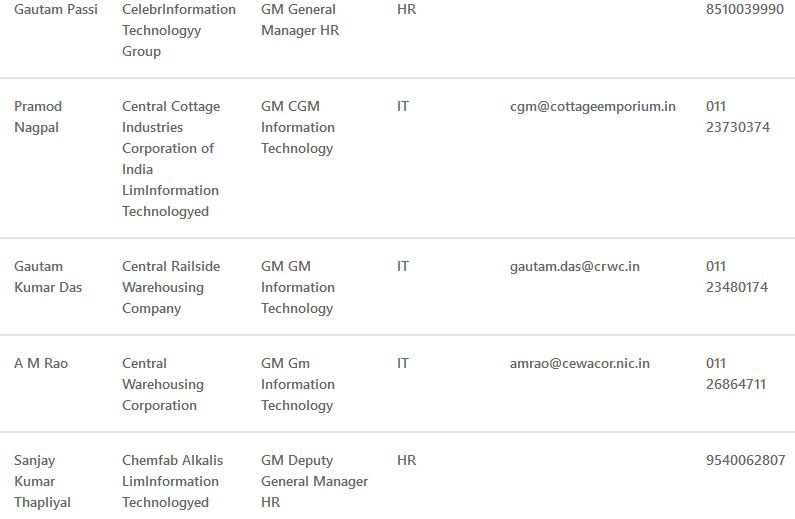 Gautam Passi CelebrInformation GM General HR 8510039990
Technologyy Manager HR
Group
Pramod Central Cottage GM CGM IT cgm@cottageemporium.in 011
Nagpal Industries Information 23730374
Corporation of Technology
India
LimInformation
Technologyed
Gautam Central Railside GM GM IT gautam.das@crwc.in 011
Kumar Das Warehousing Information 23480174
Company Technology
A M Rao Central GM Gm IT amrao@cewacor.nic.in 011
Warehousing Information 26864711
Corporation Technology
Sanjay Chemfab Alkalis GM Deputy HR 9540062807
Kumar LimInformation General Manager
Thapliyal Technologyed HR